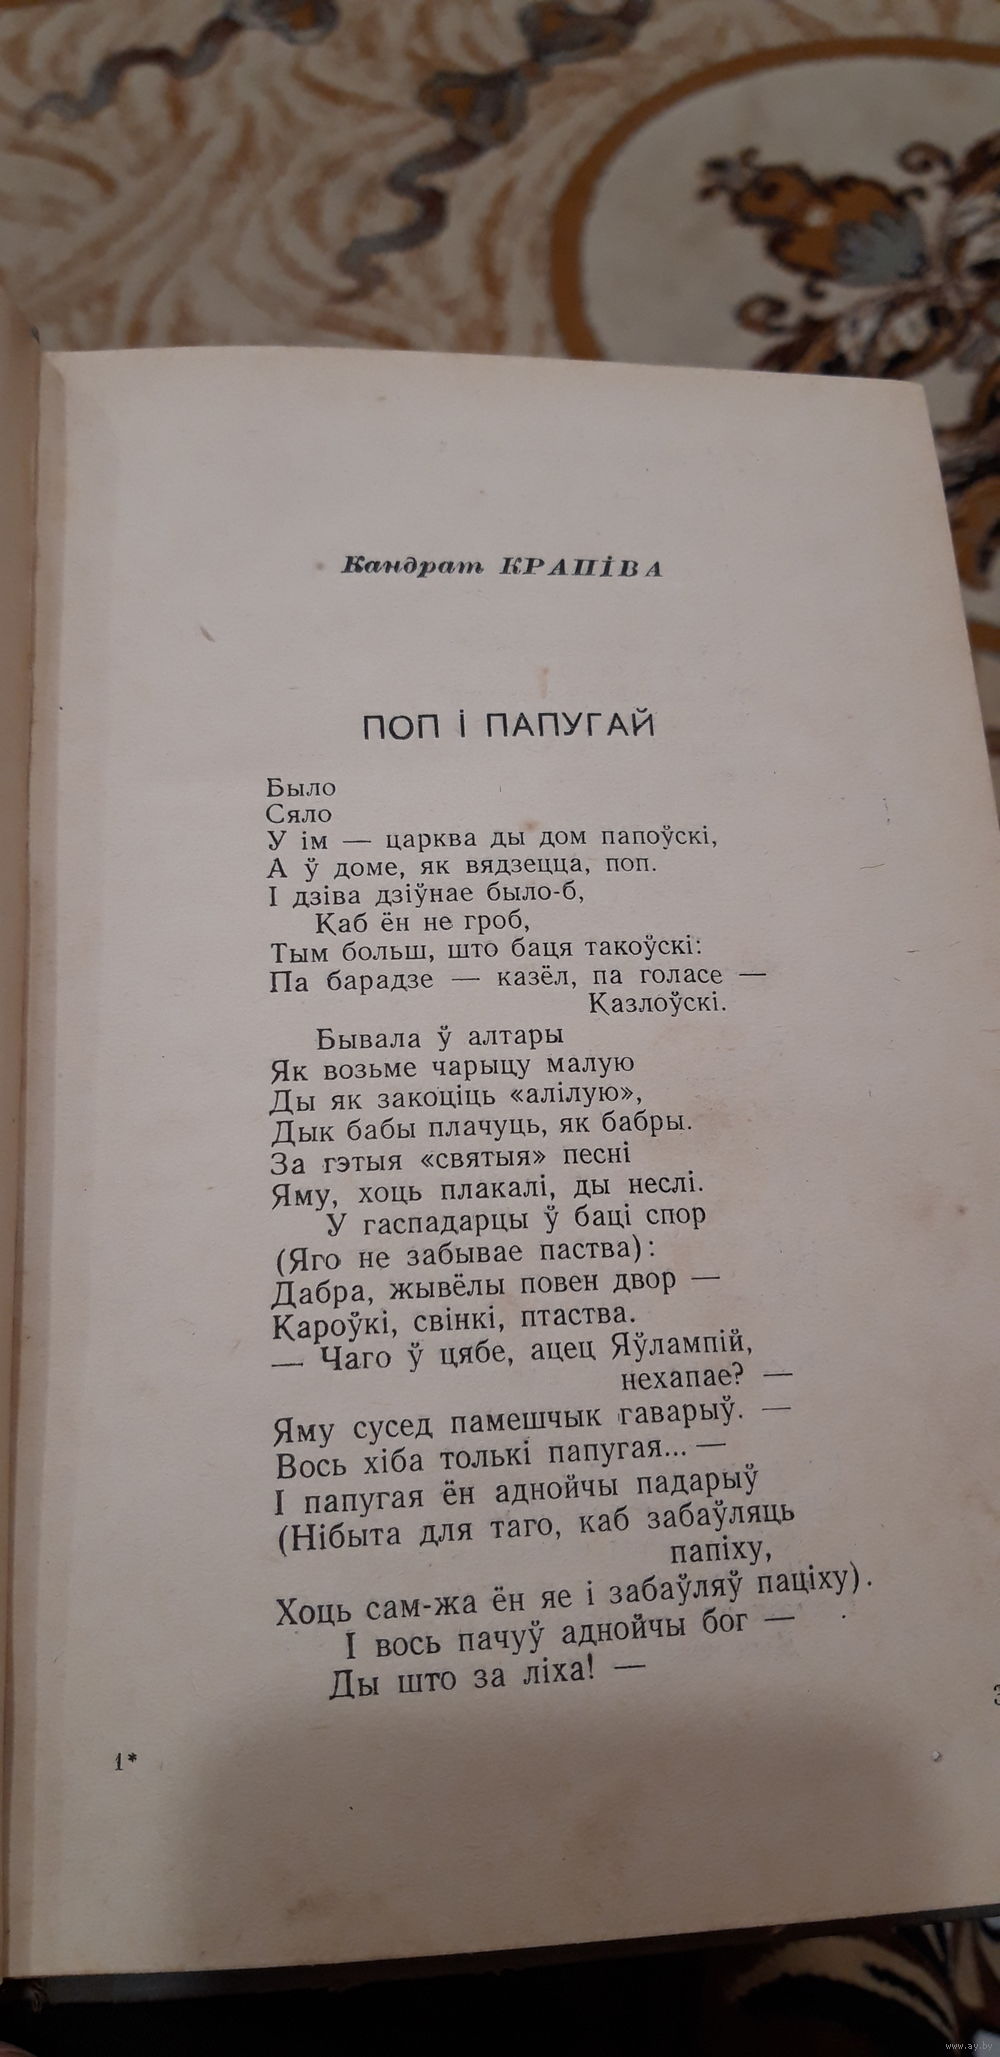 Кандрат КРАПІВА
ПОП І ПАПУГАЙ
Было
Сяло
У ім — царква ды дом папоўскі,
А ў доме, як вядзецца, поп.
І дзіва дзіўнае было-б,
Каб ён не гроб,
Тым больш, што баця такоўскі:
Па барадзе — казёл, па голасе —
Казлоўскі.
Бывала ў алтары
Як возьме чарыцу малую
Ды як закоціць «алілую»,
Дык бабы плачуць, як бабры.
За гэтыя «святыя» песні
Яму, хоць плакалі, ды неслі.
У гаспадарцы ў баці спор
(Яго не забывае паства):
Дабра, жывёлы повен двор —
Кароўкі, свінкі, птаства.
— Чаго ў цябе, ацец Яўлампій,
нехапае? —
Яму сусед памешчык гаварыў. —
Вось хіба толькі папугая... —
І папугая ён аднойчы падарыў
(Нібыта для таго, каб забаўляць
папіху,
Хоць сам-жа ён яе і забаўляў паціху).
І вось пачуў аднойчы бог —
Ды што за ліха! —
1*
3
www.ay.by